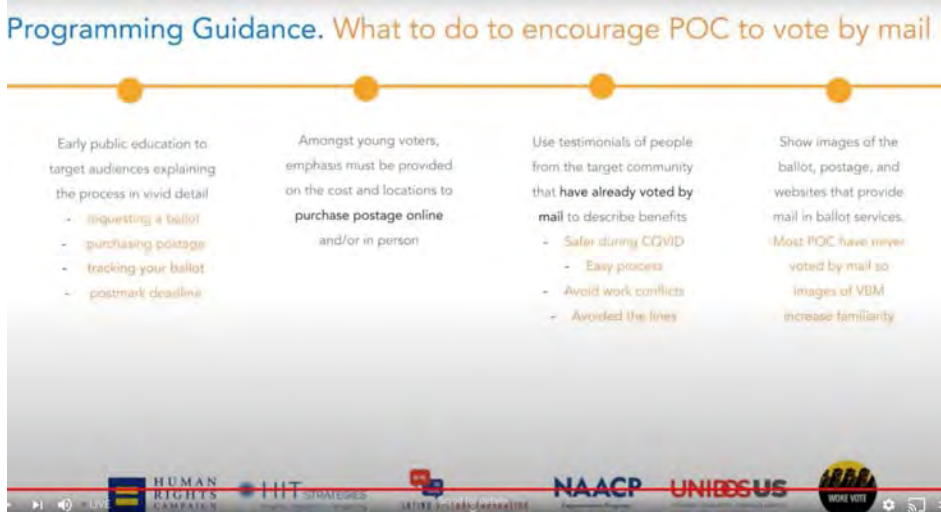 Programming Guidance. What to do to encourage POC to vote by mail
Early public education to
target audiences explaining
the process in vivid detail
- requesting a ballot
- purchasing postage
- tracking your ballot
- postmark deadline
Amongst young voters,
emphasis must be provided
on the cost and locations to
purchase postage online
and/or in person
Use testimonials of people
from the target community
that have already voted by
mail to describe benefits
- Safer during COVID
- Easy process
- Avoid work conflicts
- Avoided the lines
Show images of the
ballot, postage, and
websites that provide
mail in ballot services.
Most POC have never
voted by mail so
images of VBM
increase familiarity
HUMAN
RIGHTS
CAMPAIGN
HIT STRATEGIES
NAACP
UNIDOSUS
WOKE VOTE
LIVE
Scroll for details